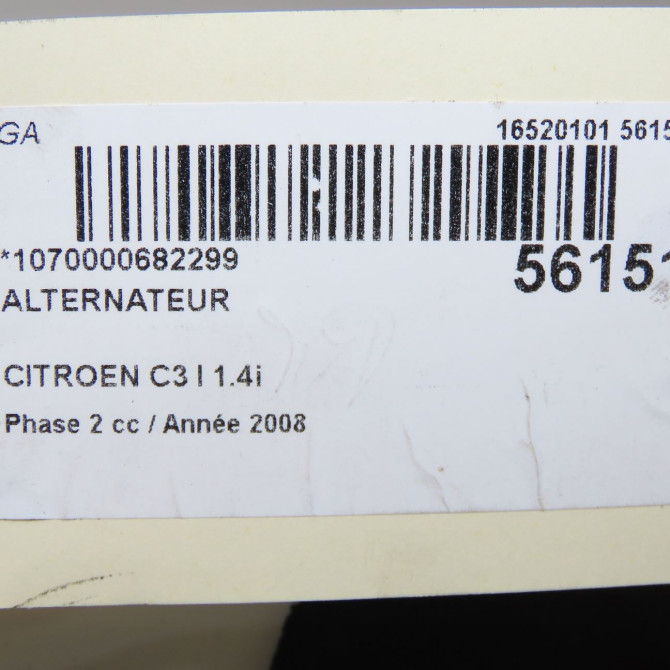 GA 16520101 5615
*1070000682299 56151
ALTERNATEUR
CITROEN C3 I 1.4i
Phase 2 cc / Année 2008